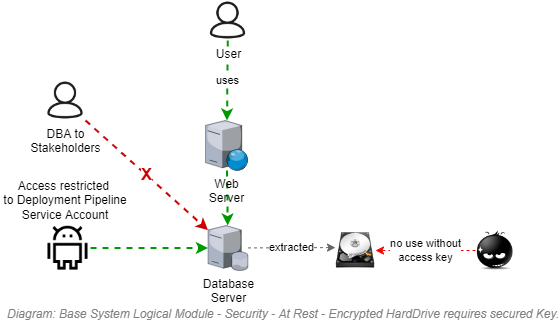 User
uses
DBA to
Stakeholders
X
Access restricted
to Deployment Pipeline
Service Account
Web
Server
extracted
no use without
access key
Database
Server
Diagram: Base System Logical Module - Security - At Rest - Encrypted HardDrive requires secured Key.